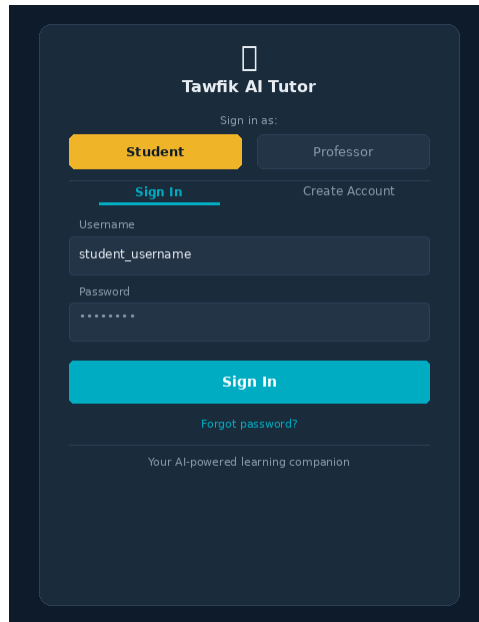 Tawfik AI Tutor
Sign in as:
Student Professor
Sign In Create Account
Username
student_username
Password
••••••••
Sign In
Forgot password?
Your AI-powered learning companion